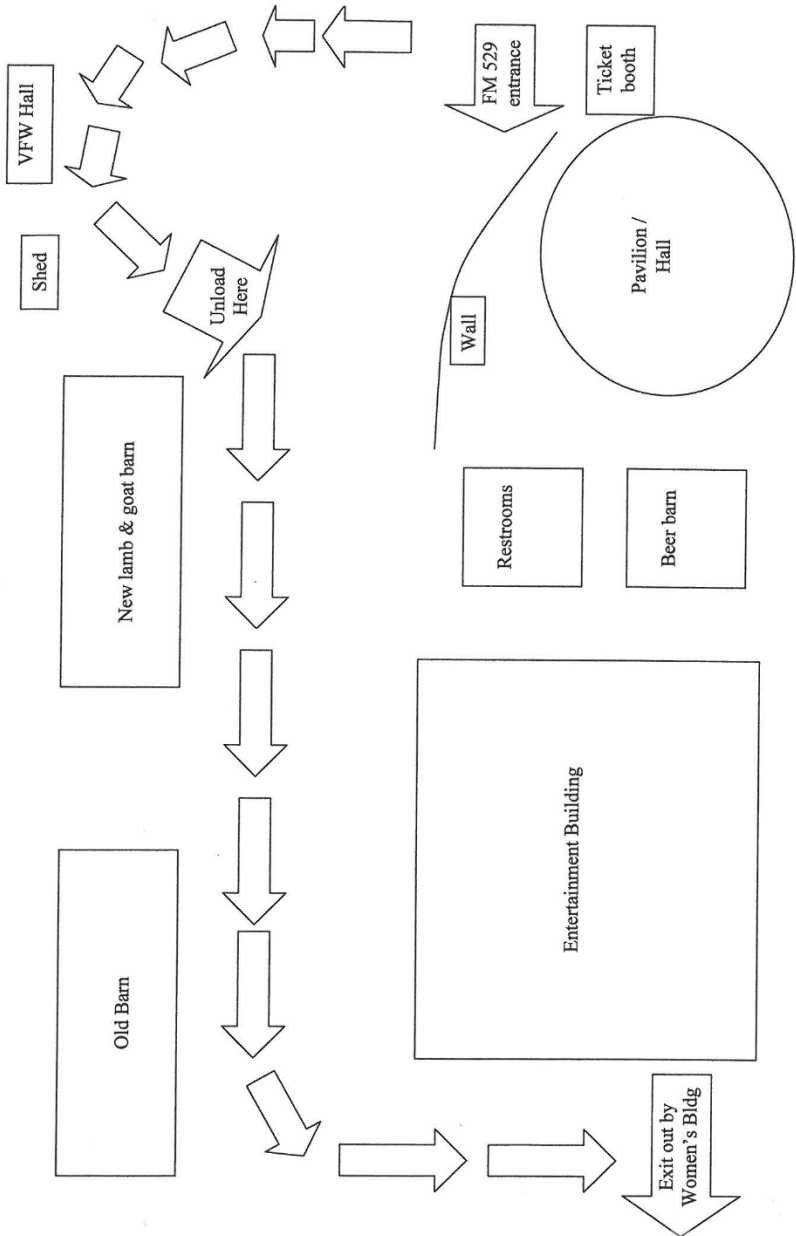 Shed
VFW Hall
Old Barn
New lamb & goat barn
Unload
Here
Wall
FM 529
entrance
Restrooms
Entertainment Building
Ticket
booth
Pavilion /
Hall
Beer barn
Exit out by
Women's Bldg